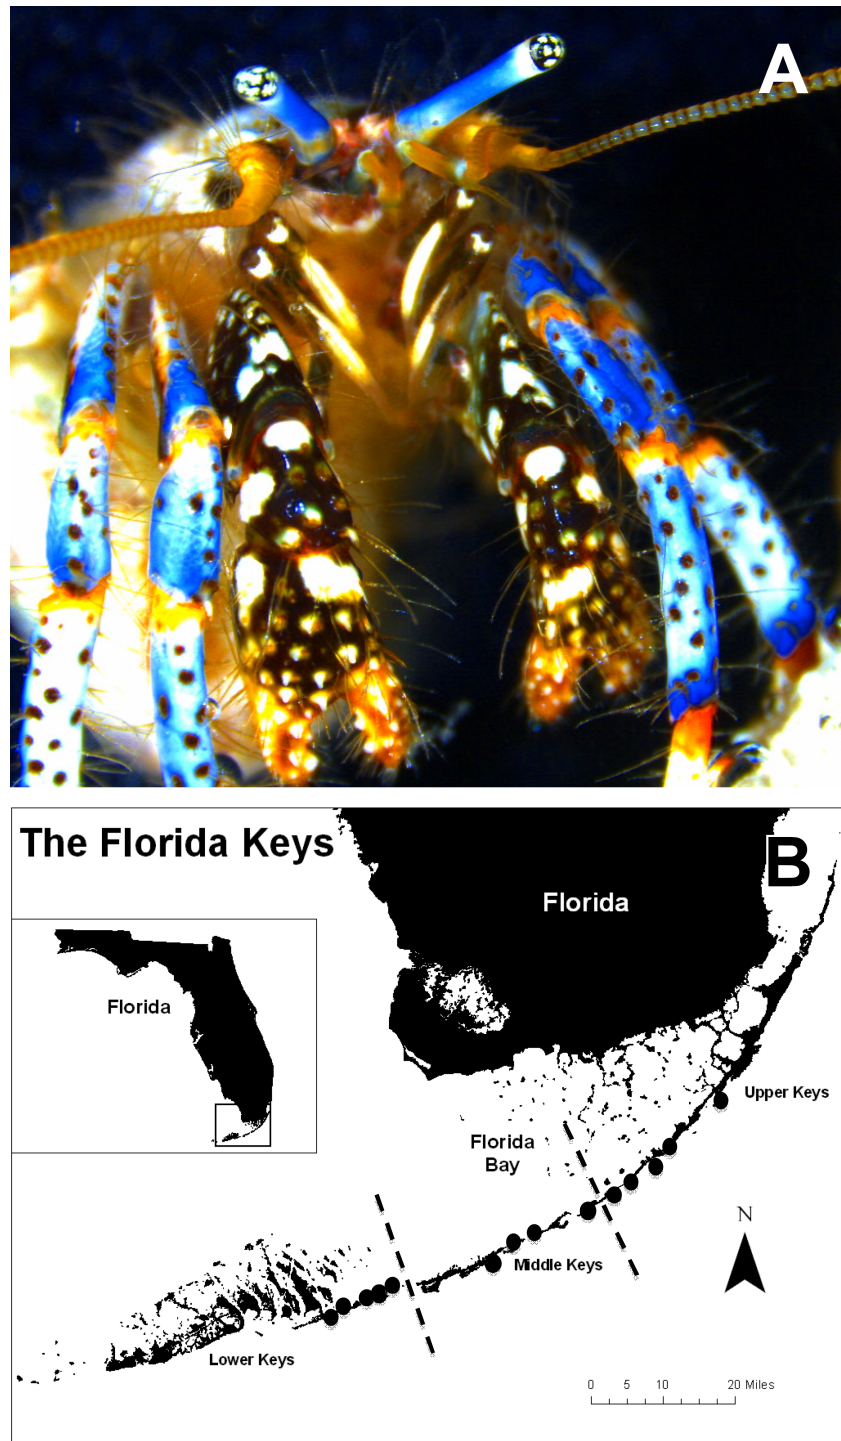 A
The Florida Keys
B
Florida
Florida
Upper Keys
Florida
Bay
N
Middle Keys
Lower Keys
0 5 10 20 Miles